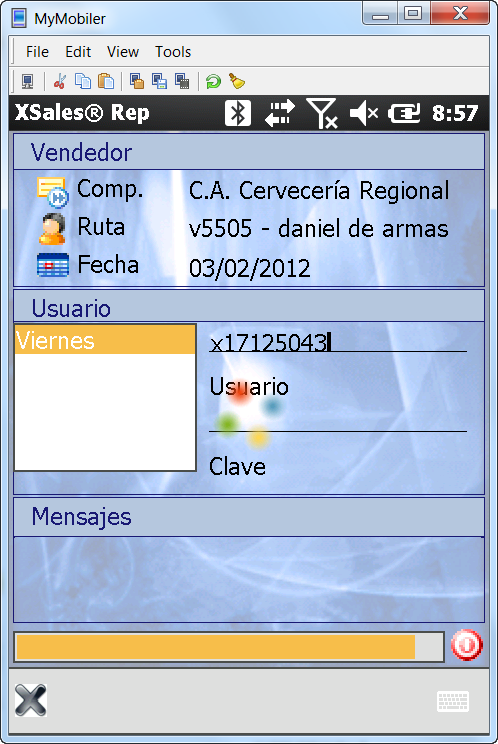 MyMobiler
File Edit View Tools
XSales® Rep 8:57
Vendedor
Comp. C.A. Cervecería Regional
Ruta v5505 - daniel de armas
Fecha 03/02/2012
Usuario
Viernes
x17125043
Usuario
Clave
Mensajes